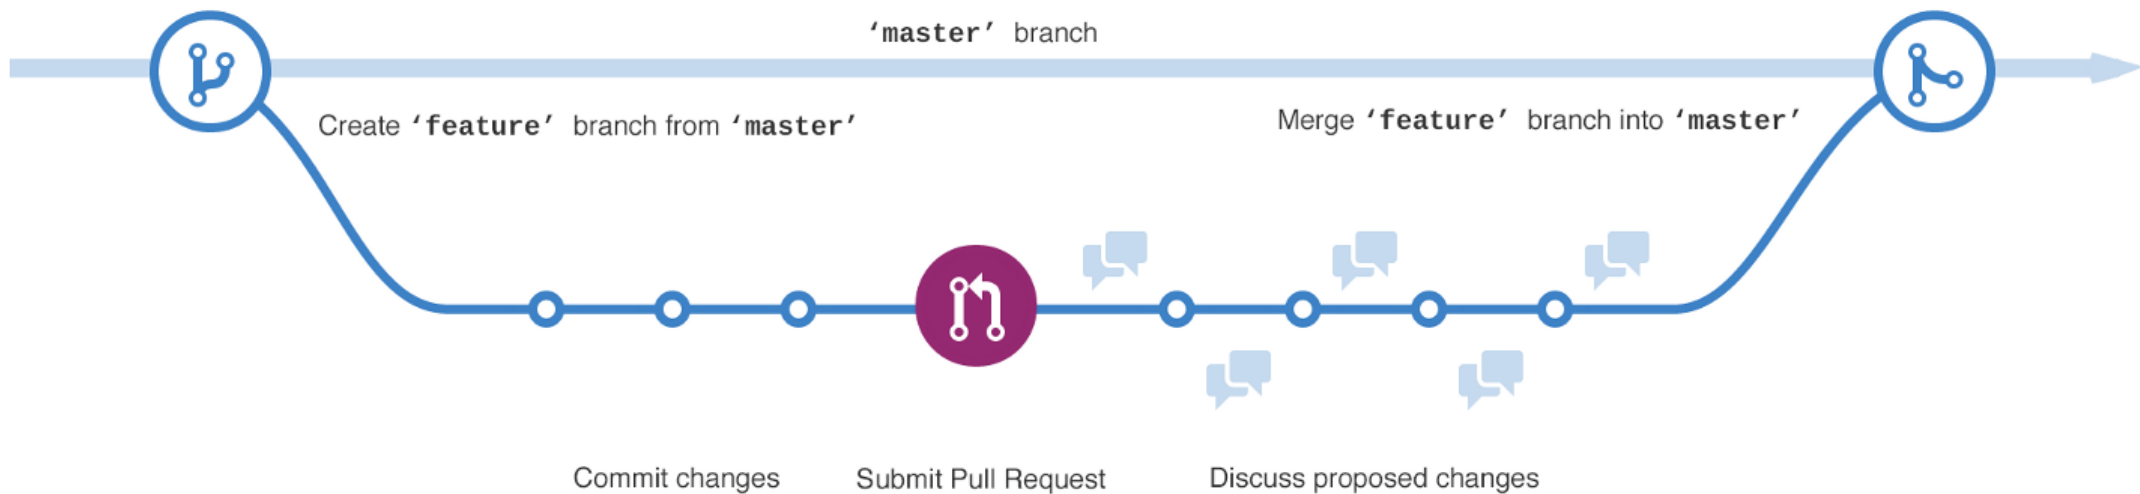 ‘master’ branch
Create ‘feature’ branch from ‘master’
Merge ‘feature’ branch into ‘master’
Commit changes
Submit Pull Request
Discuss proposed changes